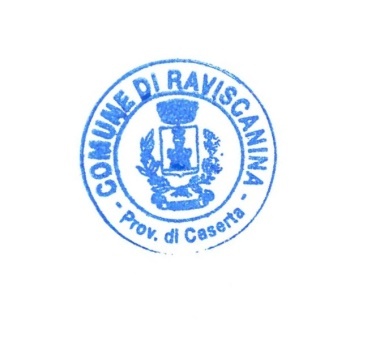 COMUNE DI RAVISCANINA
- Prov. di Caserta -